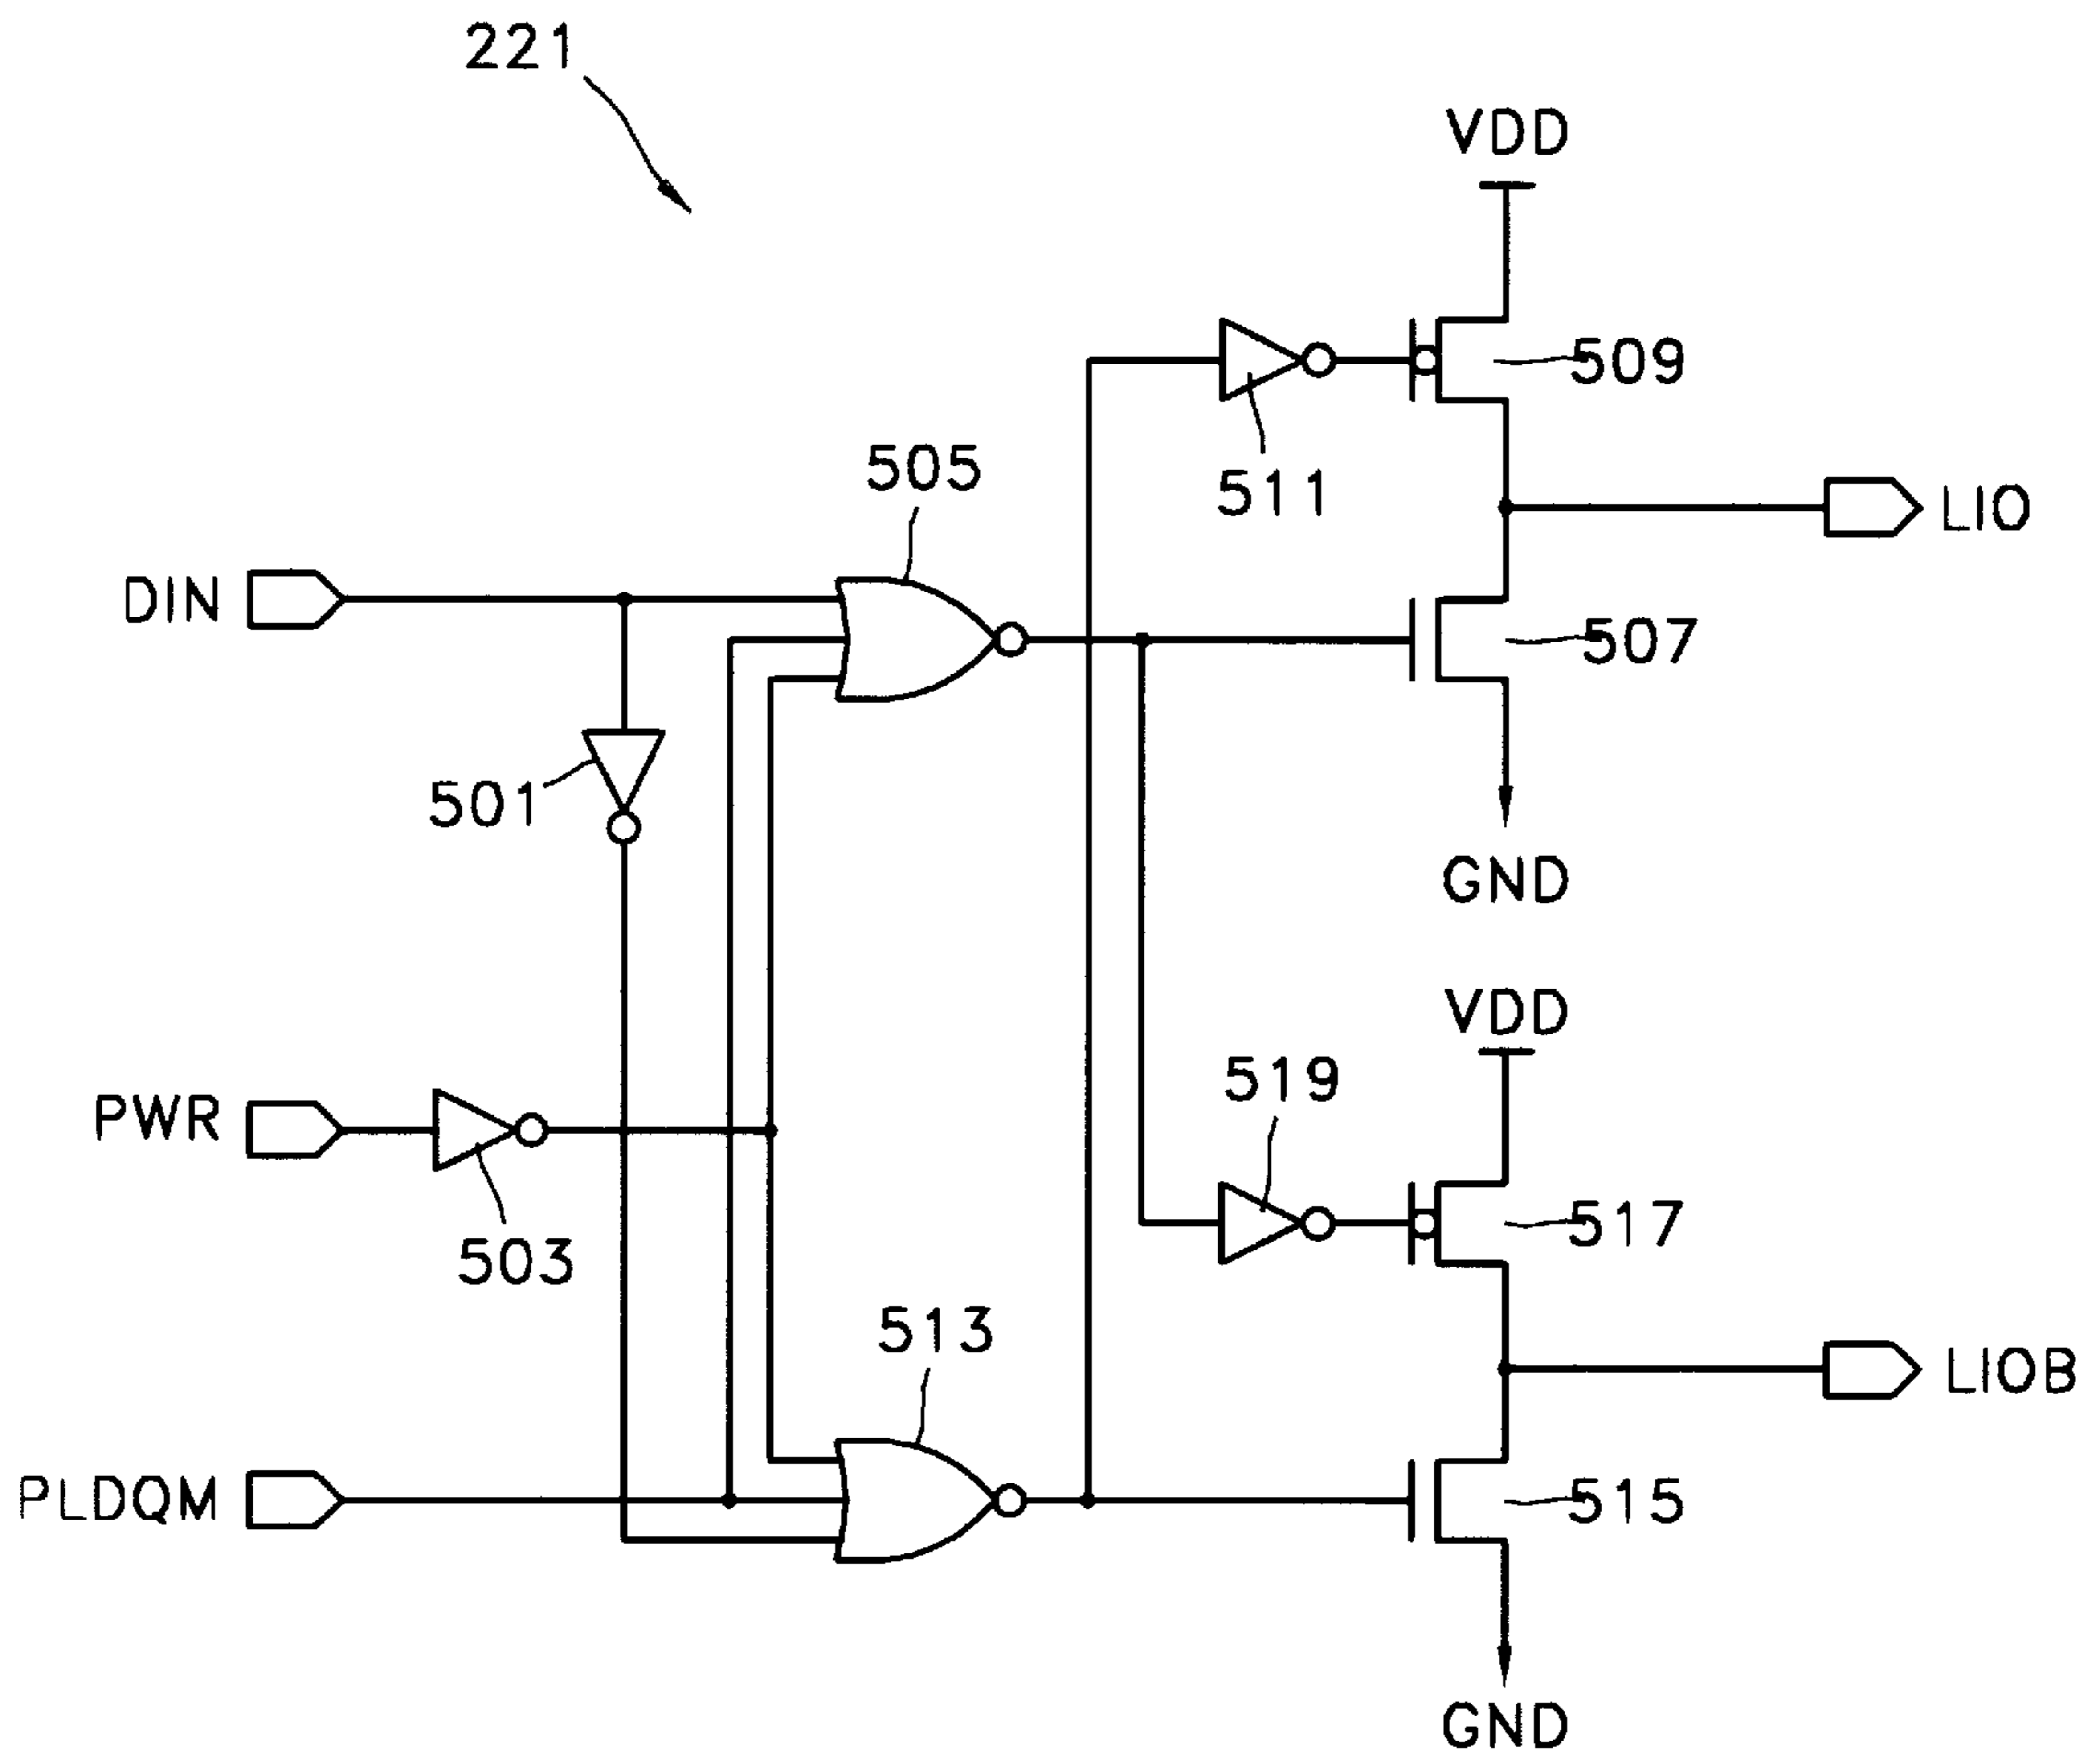 221
VDD
509
511
505
LIO
DIN
507
501
GND
VDD
519
PWR
517
503
513
LIOB
PLDQM
515
GND